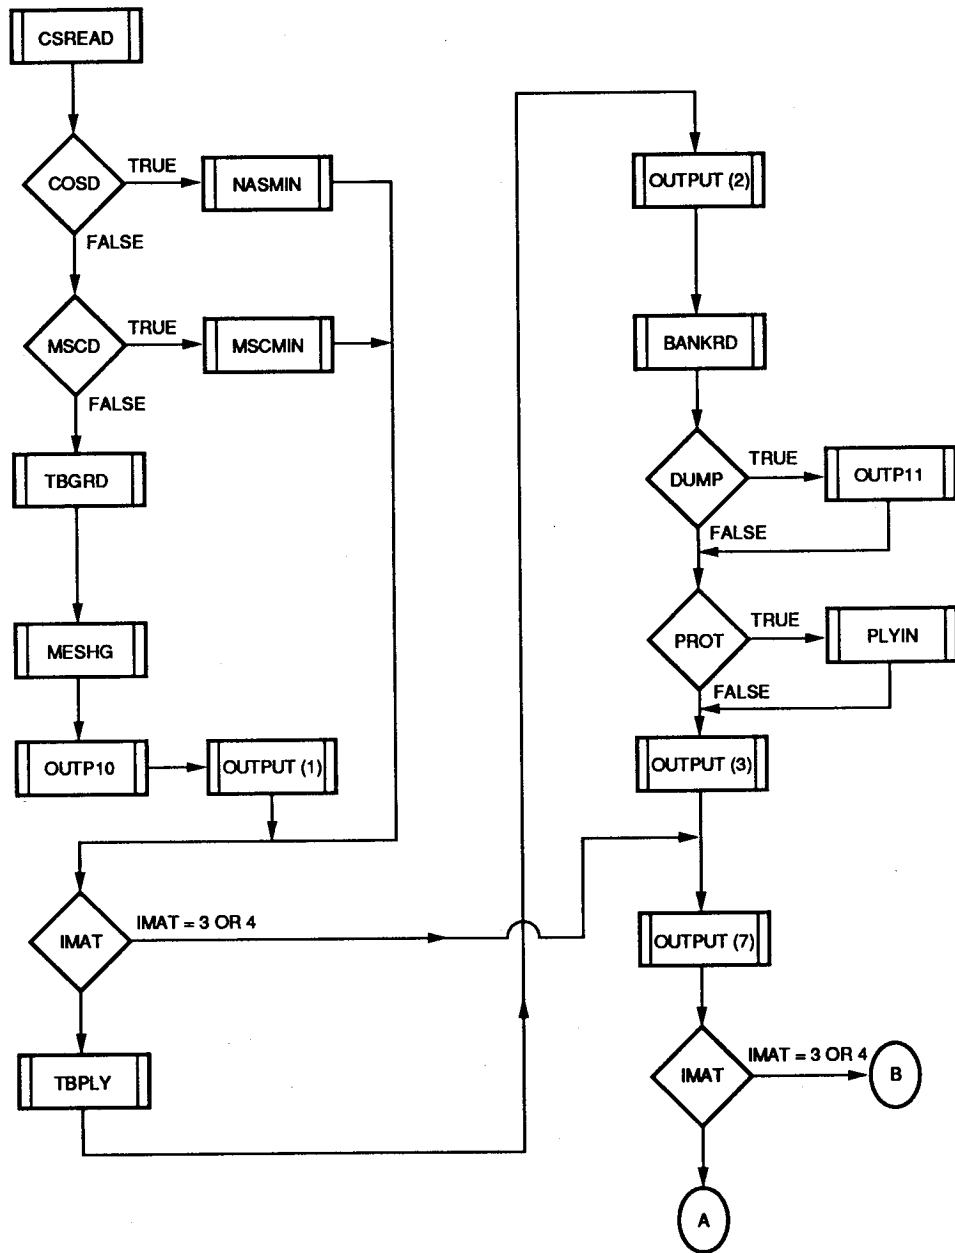 CSREAD
COSD
TRUE
NASMIN
FALSE
MSCD
TRUE
MSCMIN
FALSE
TBGRD
MESHG
OUTP10
OUTPUT (1)
IMAT
IMAT = 3 OR 4
TBPLY
OUTPUT (2)
BANKRD
DUMP
TRUE
OUTP11
FALSE
PROT
TRUE
PLYIN
FALSE
OUTPUT (3)
OUTPUT (7)
IMAT
IMAT = 3 OR 4
B
A